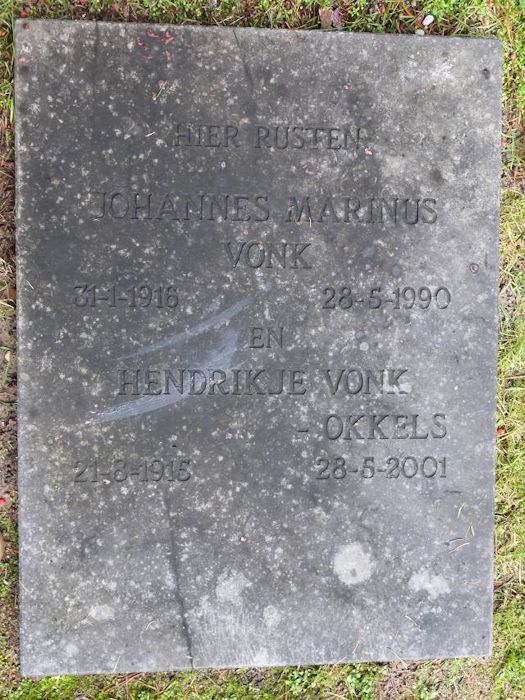 HIER RUSTEN
JOHANNES MARINUS
VONK
31-1-1916 28-5-1990
EN
HENDRIKJE VONK
- OKKELS
21-8-1915 28-5-2001